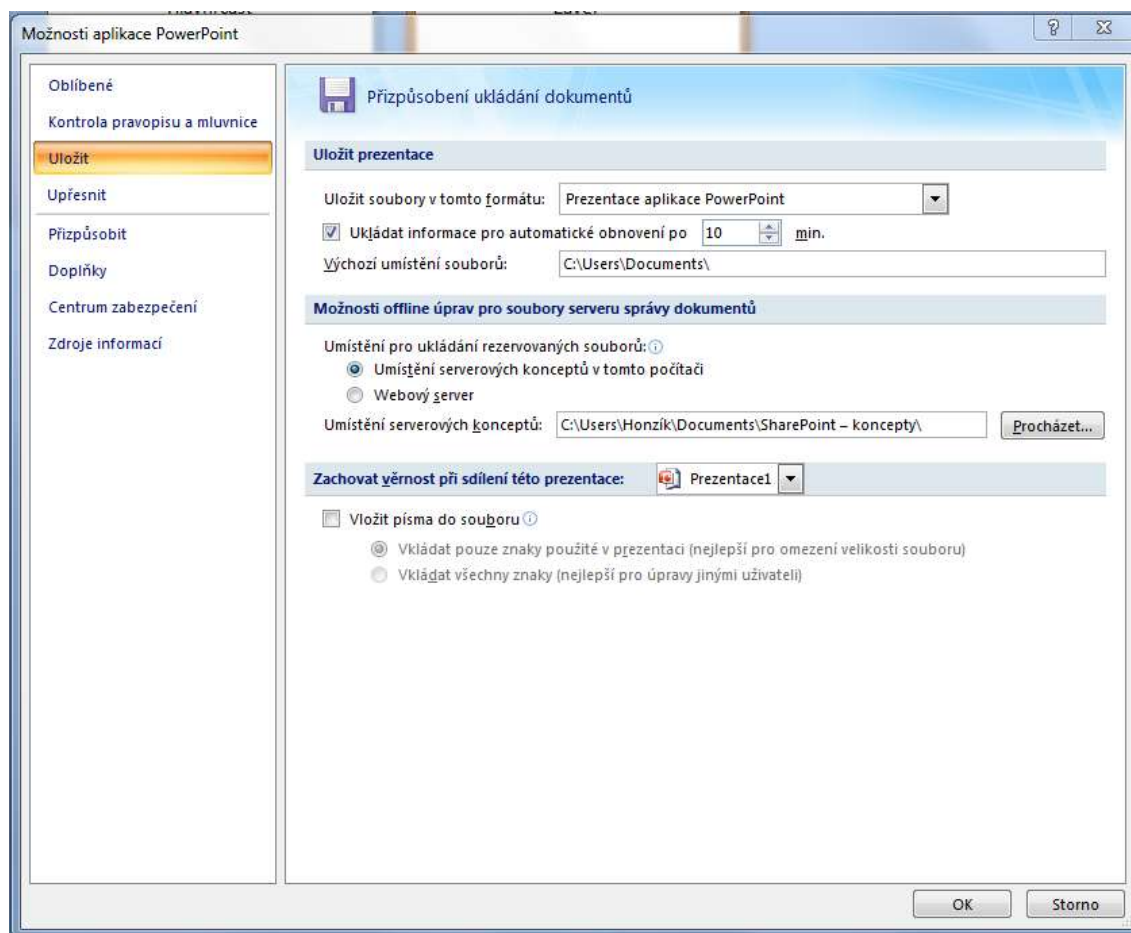 Možnosti aplikace PowerPoint
Oblíbené
Kontrola pravopisu a mluvnice
Uložit
Upřesnit
Přizpůsobit
Doplňky
Centrum zabezpečení
Zdroje informací
Přizpůsobení ukládání dokumentů
Uložit prezentace
Uložit soubory v tomto formátu: Prezentace aplikace PowerPoint
Ukládat informace pro automatické obnovení po 10 min.
Výchozí umístění souborů: C:\Users\Documents\
Možnosti offline úprav pro soubory serveru správy dokumentů
Umístění pro ukládání rezervovaných souborů:
Umístění serverových konceptů v tomto počítači
Webový server
Umístění serverových konceptů: C:\Users\Honzík\Documents\SharePoint – koncepty\ Procházet...
Zachovat věrnost při sdílení této prezentace: Prezentace1
Vložit písma do souboru
Vkládat pouze znaky použité v prezentaci (nejlepší pro omezení velikosti souboru)
Vkládat všechny znaky (nejlepší pro úpravy jinými uživateli)
OK Storno